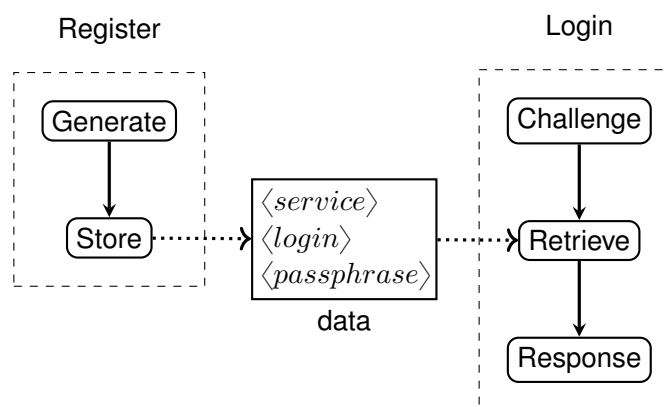 Register
Login
Generate
Challenge
⟨service⟩
⟨login⟩
⟨passphrase⟩
Store
Retrieve
data
Response